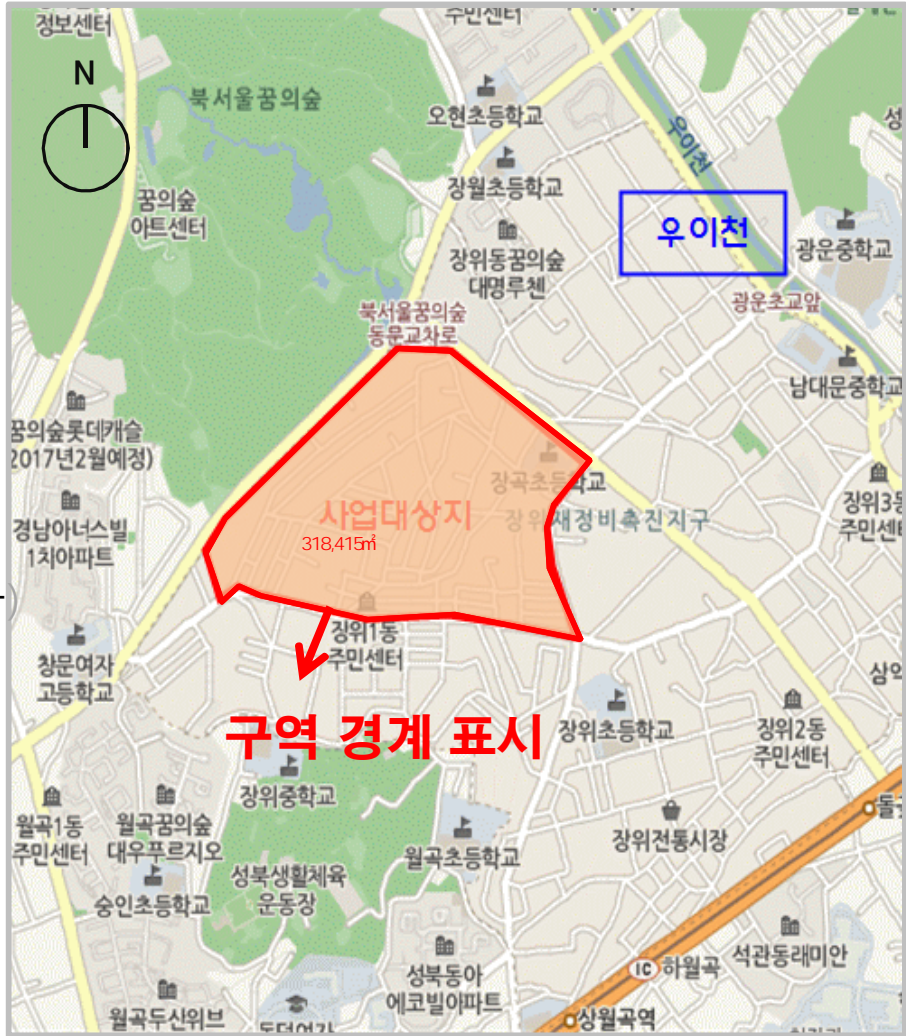 정보센터
주민센터
N
북서울꿈의숲
오현초등학교
우이천
장월초등학교
꿈의숲
아트센터
우이천
장위동꿈의숲
대명루첸
광운중학교
북서울꿈의숲
동문교차로
광운초교앞
남대문중학교
꿈의숲롯데캐슬
2017년2월예정)
장곡초등학교
사업대상지
318,415㎡
장위재정비촉진지구
장위3동
주민센터
경남아너스빌
1차아파트
장위1동
주민센터
창문여자
고등학교
구역 경계 표시
장위초등학교
장위2동
주민센터
장위중학교
월곡1동
주민센터
월곡꿈의숲
대우푸르지오
월곡초등학교
장위전통시장
성북생활체육
운동장
숭인초등학교
석관동래미안
성북동아
에코빌아파트
IC 하월곡
월곡두산위브
상월곡역